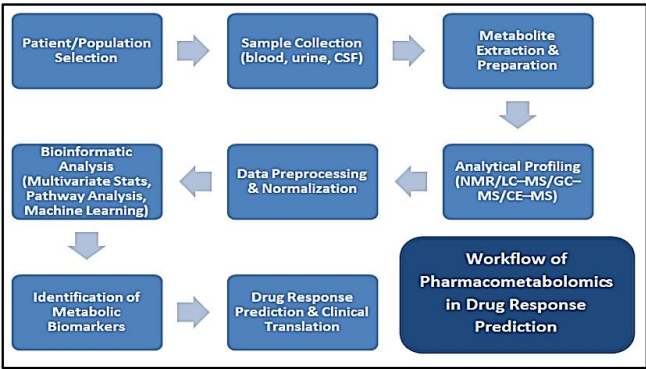 Patient/Population
Selection
Sample Collection
(blood, urine, CSF)
Metabolite
Extraction &
Preparation
Analytical Profiling
(NMR/LC–MS/GC–
MS/CE–MS)
Data Preprocessing
& Normalization
Bioinformatic
Analysis
(Multivariate Stats,
Pathway Analysis,
Machine Learning)
Identification of
Metabolic
Biomarkers
Drug Response
Prediction & Clinical
Translation
Workflow of
Pharmacometabolomics
in Drug Response
Prediction